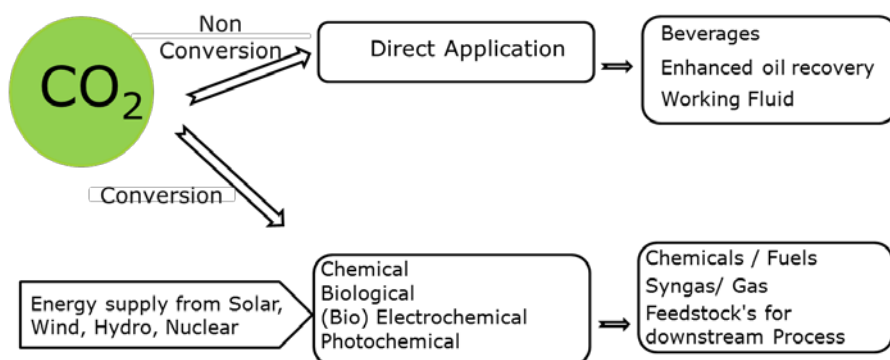 CO2
Non
Conversion
Direct Application
Beverages
Enhanced oil recovery
Working Fluid
Conversion
Energy supply from Solar,
Wind, Hydro, Nuclear
Chemical
Biological
(Bio) Electrochemical
Photochemical
Chemicals / Fuels
Syngas/ Gas
Feedstock's for
downstream Process